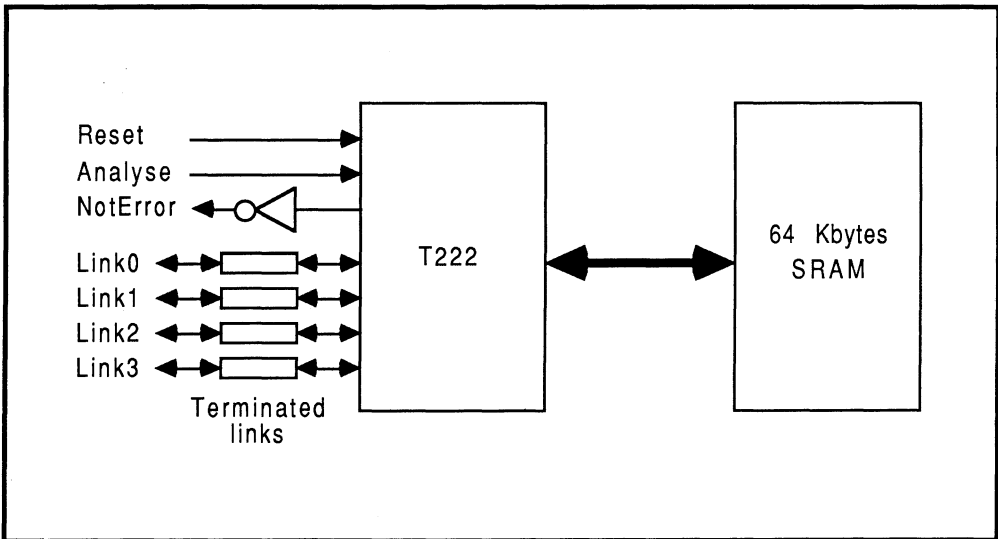 Reset
Analyse
NotError
Link0
Link1
Link2
Link3
Terminated
links
T222
64 Kbytes
SRAM